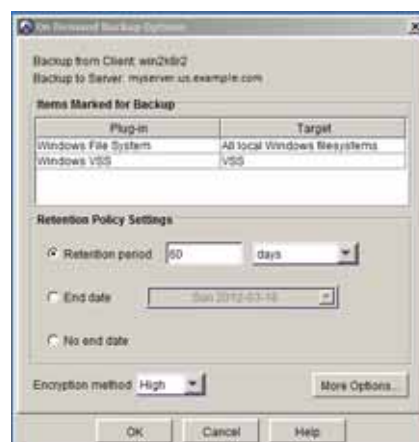 On Demand Backup Options
Backup from Client: win2k8r2
Backup to Server: myserver.us.example.com
Items Marked for Backup
Plug-in Target
Windows File System All local Windows filesystems
Windows VSS VSS
Retention Policy Settings
Retention period 60 days
End date Sun 2012-03-18
No end date
Encryption method High More Options...
OK Cancel Help